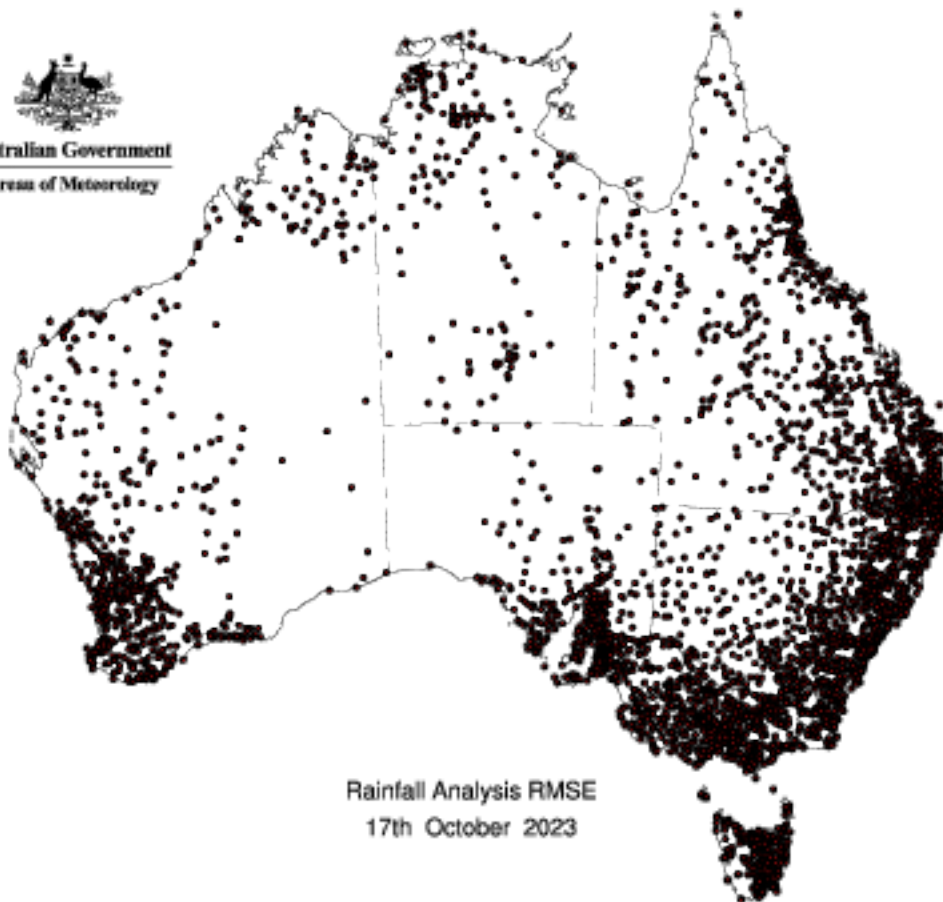 tralian Government
reau of Meteorology
Rainfall Analysis RMSE
17th October 2023